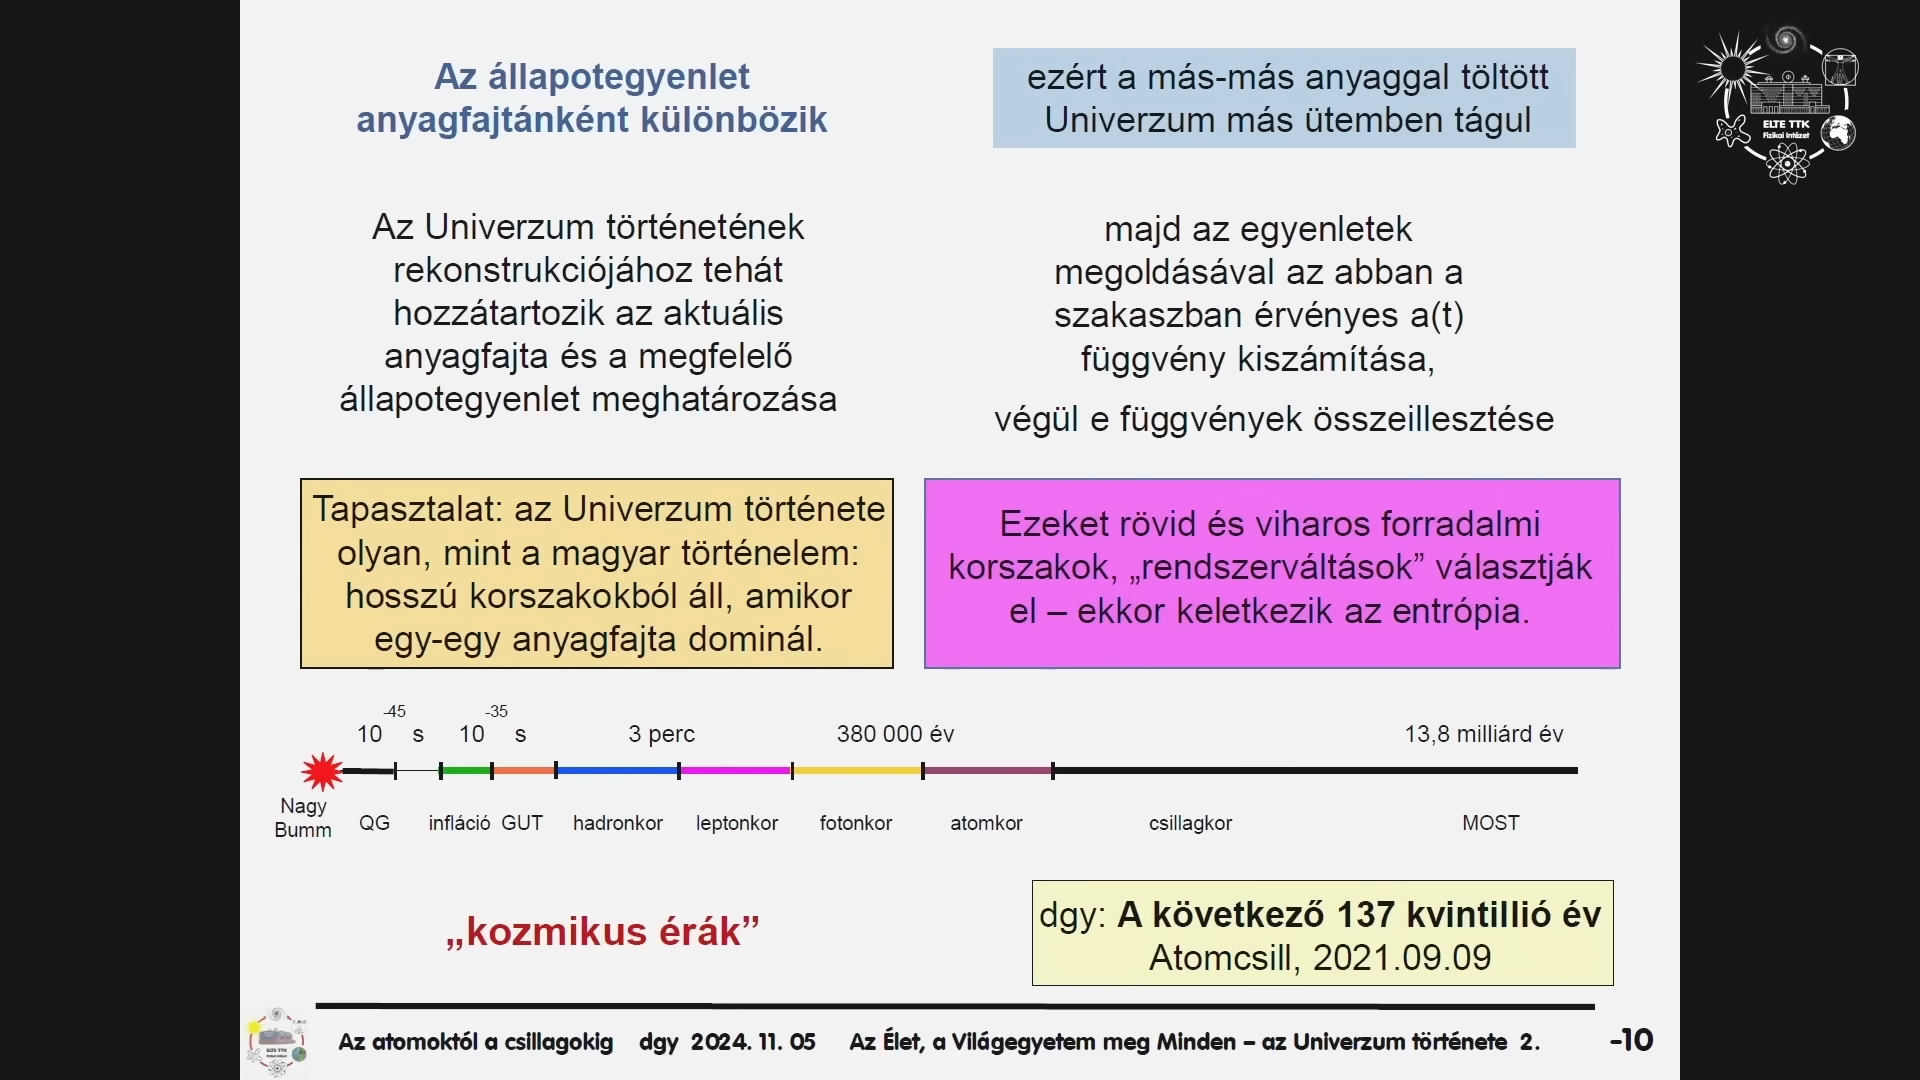 Az állapotegyenlet
anyagfajtánként különbözik
ezért a más-más anyaggal töltött
Univerzum más ütemben tágul
Az Univerzum történetének
rekonstrukciójához tehát
hozzátartozik az aktuális
anyagfajta és a megfelelő
állapotegyenlet meghatározása
majd az egyenletek
megoldásával az abban a
szakaszban érvényes a(t)
függvény kiszámítása,
végül e függvények összeillesztése
Tapasztalat: az Univerzum története
olyan, mint a magyar történelem:
hosszú korszakokból áll, amikor
egy-egy anyagfajta dominál.
Ezeket rövid és viharos forradalmi
korszakok, „rendszerváltások” választják
el – ekkor keletkezik az entrópia.
10⁻⁴⁵ s 10⁻³⁵ s 3 perc 380 000 év 13,8 milliárd év
Nagy
Bumm QG infláció GUT hadronkor leptonkor fotonkor atomkor csillagkor MOST
„kozmikus érák”
dgy: A következő 137 kvintillió év
Atomcsill, 2021.09.09
Az atomoktól a csillagokig dgy 2024. 11. 05 Az Élet, a Világegyetem meg Minden – az Univerzum története 2. -10
ELTE TTK
Fizikai Intézet
ELTE TTK
Fizikai Intézet